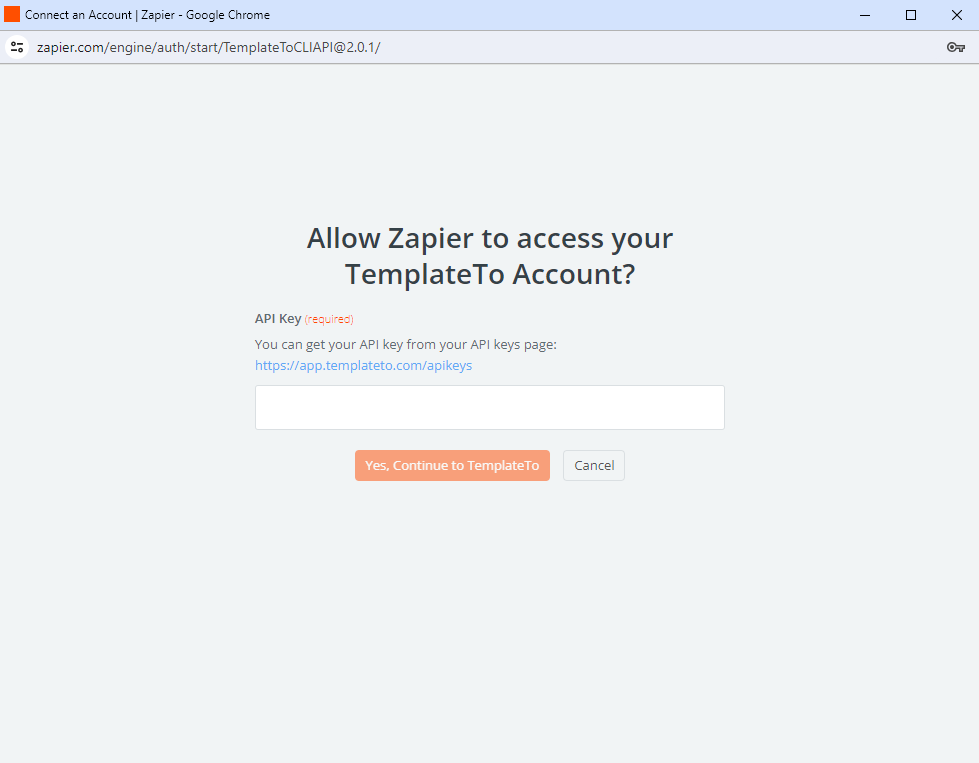 Connect an Account | Zapier - Google Chrome
zapier.com/engine/auth/start/TemplateToCLIAPI@2.0.1/
Allow Zapier to access your
TemplateTo Account?
API Key (required)
You can get your API key from your API keys page:
https://app.templateto.com/apikeys
Yes, Continue to TemplateTo
Cancel